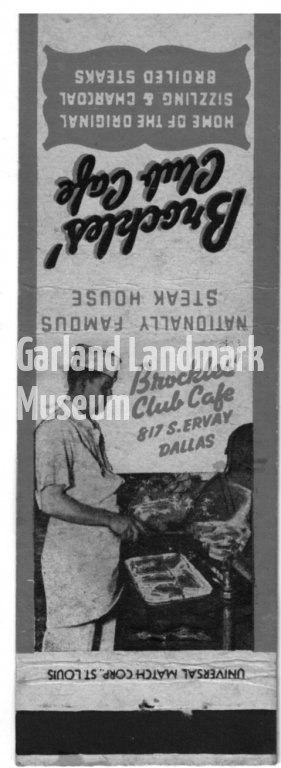 HOME OF THE ORIGINAL
SIZZLING & CHARCOAL
BROILED STEAKS
Brockles'
Club Cafe
NATIONALLY FAMOUS
STEAK HOUSE
Garland Landmark
Museum
Brockles'
Club Cafe
817 S. ERVAY
DALLAS
UNIVERSAL MATCH CORP., ST. LOUIS